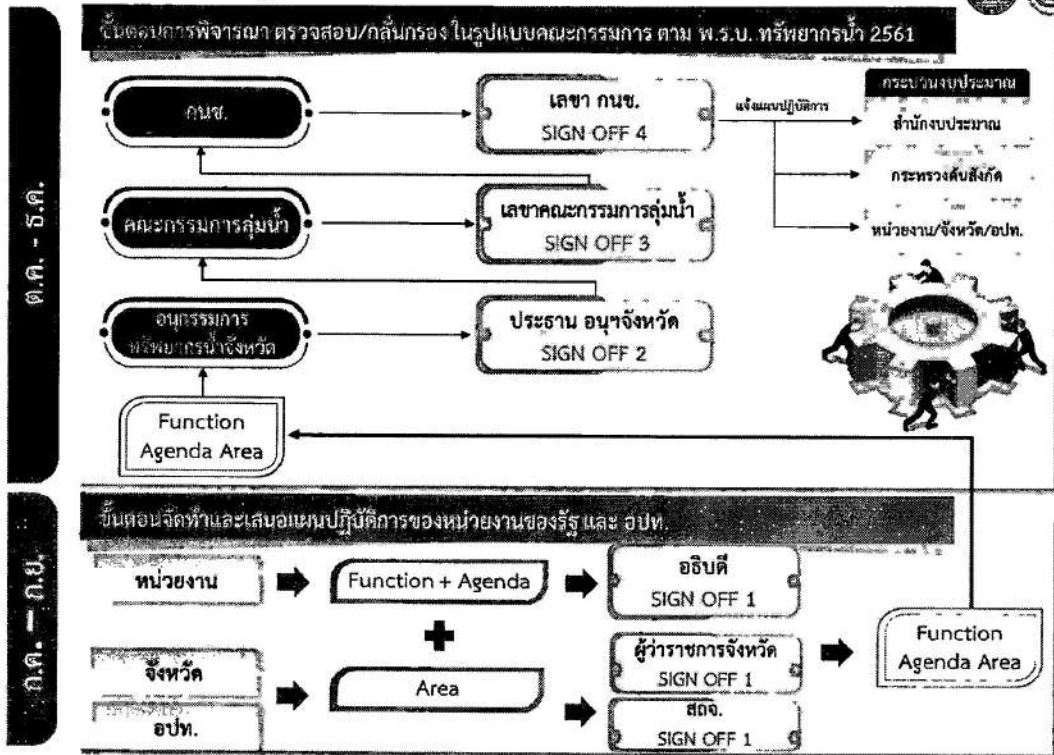 ขั้นตอนการพิจารณา ตรวจสอบ/กลั่นกรอง ในรูปแบบคณะกรรมการ ตาม พ.ร.บ. ทรัพยากรน้ำ 2561
ต.ค. - ธ.ค.
กนช.
เลขา กนช.
SIGN OFF 4
แจ้งแผนปฏิบัติการ
กระบวนงบประมาณ
สำนักงบประมาณ
กระทรวงต้นสังกัด
หน่วยงาน/จังหวัด/อปท.
คณะกรรมการลุ่มน้ำ
เลขาคณะกรรมการลุ่มน้ำ
SIGN OFF 3
อนุกรรมการ
ทรัพยากรน้ำจังหวัด
ประธาน อนุฯจังหวัด
SIGN OFF 2
Function
Agenda Area
ก.ค. – ก.ย.
ขั้นตอนจัดทำและเสนอแผนปฏิบัติการของหน่วยงานของรัฐ และ อปท.
หน่วยงาน
Function + Agenda
อธิบดี
SIGN OFF 1
จังหวัด
อปท.
Area
ผู้ว่าราชการจังหวัด
SIGN OFF 1
สถจ.
SIGN OFF 1
Function
Agenda Area